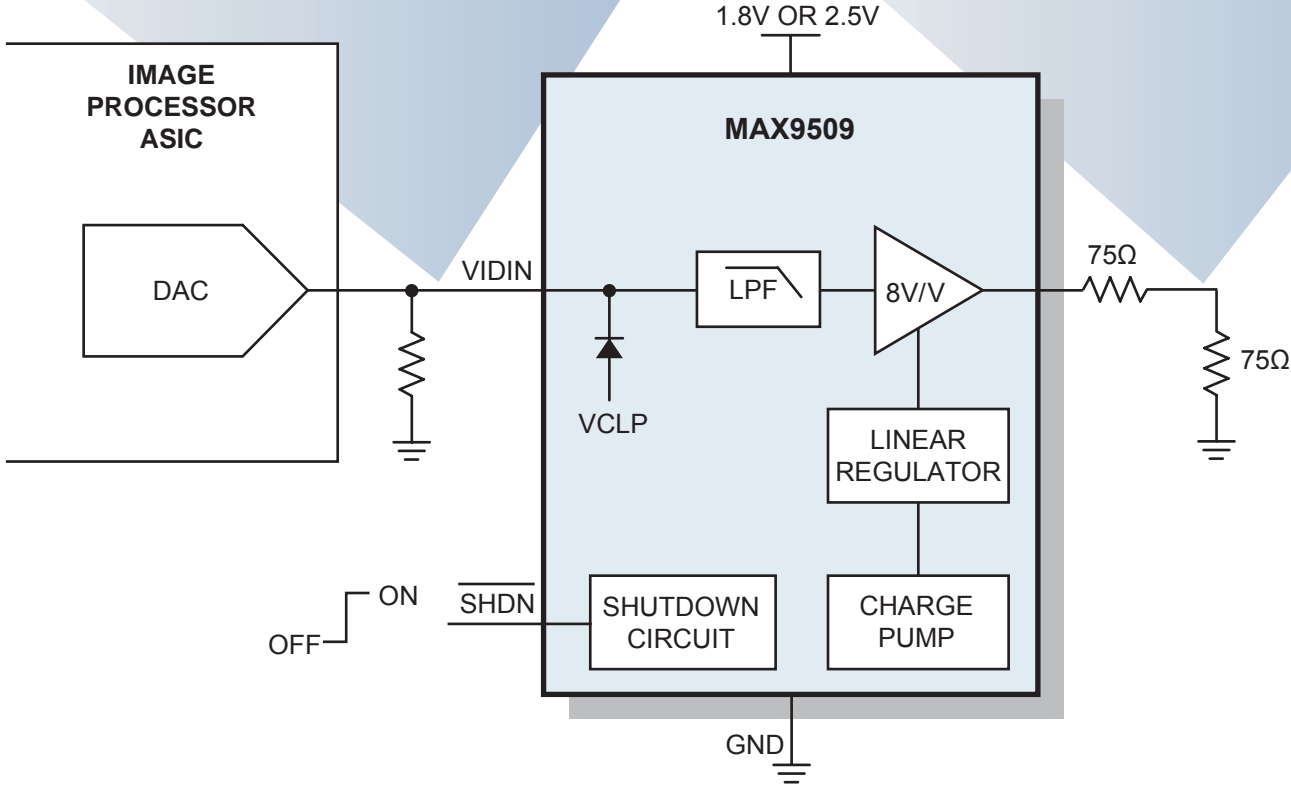 1.8V OR 2.5V
IMAGE
PROCESSOR
ASIC
MAX9509
DAC
VIDIN
LPF
8V/V
75Ω
75Ω
VCLP
LINEAR
REGULATOR
ON
OFF
SHDN
SHUTDOWN
CIRCUIT
CHARGE
PUMP
GND